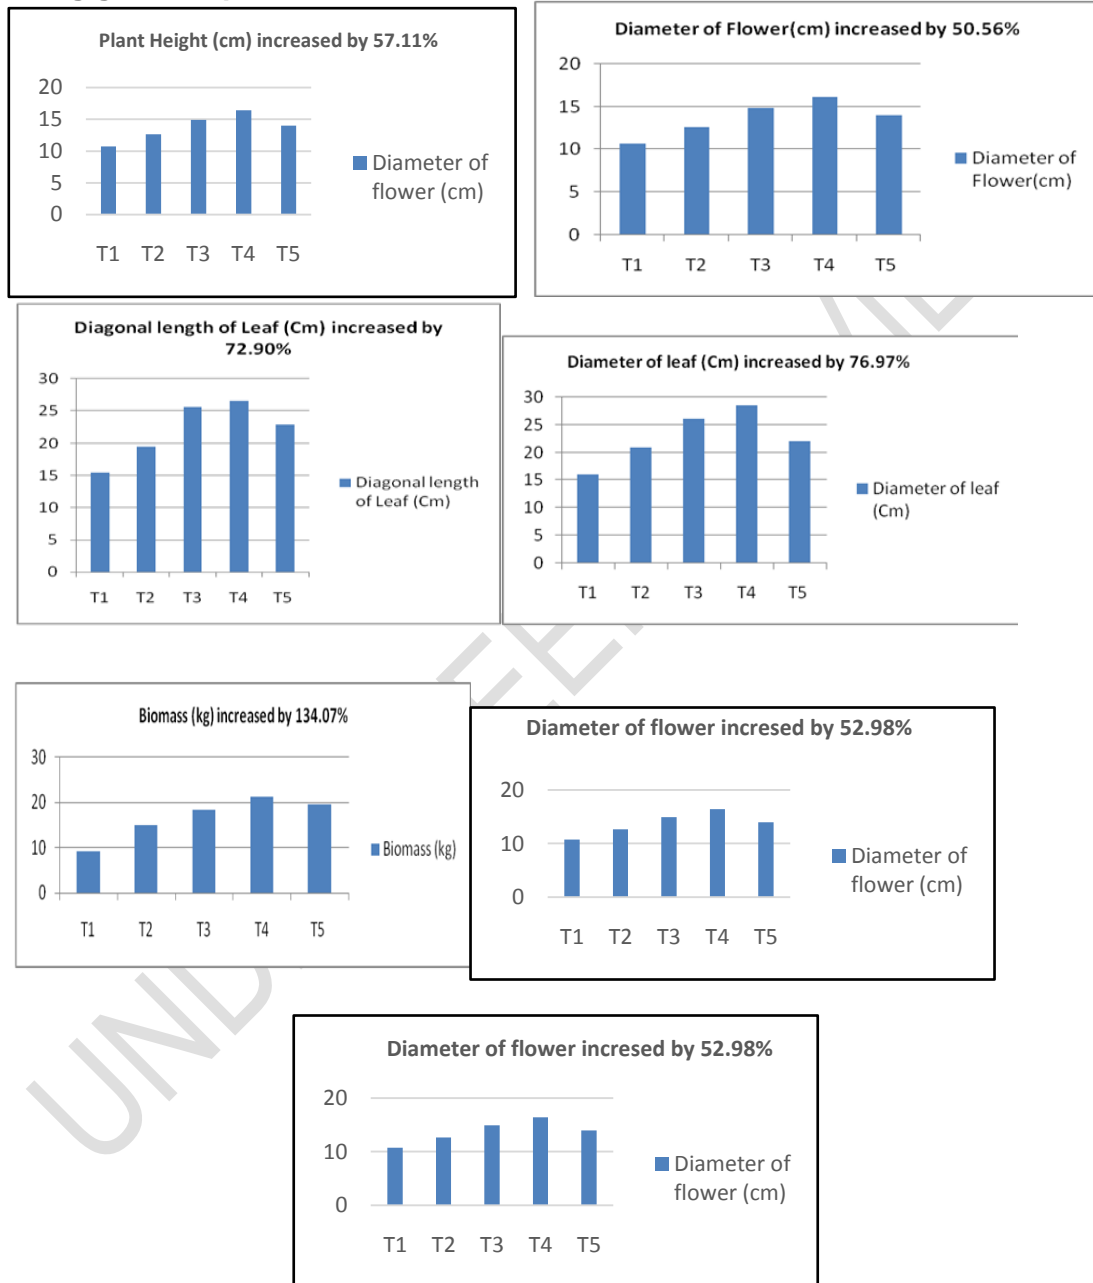 Plant Height (cm) increased by 57.11%
20
15
10
5
0
T1 T2 T3 T4 T5
Diameter of
flower (cm)
Diameter of Flower(cm) increased by 50.56%
20
15
10
5
0
T1 T2 T3 T4 T5
Diameter of
Flower(cm)
Diagonal length of Leaf (Cm) increased by
72.90%
30
25
20
15
10
5
0
T1 T2 T3 T4 T5
Diagonal length
of Leaf (Cm)
Diameter of leaf (Cm) increased by 76.97%
30
25
20
15
10
5
0
T1 T2 T3 T4 T5
Diameter of leaf
(Cm)
Biomass (kg) increased by 134.07%
30
20
10
0
T1 T2 T3 T4 T5
Biomass (kg)
Diameter of flower incresed by 52.98%
20
10
0
T1 T2 T3 T4 T5
Diameter of
flower (cm)
Diameter of flower incresed by 52.98%
20
10
0
T1 T2 T3 T4 T5
Diameter of
flower (cm)